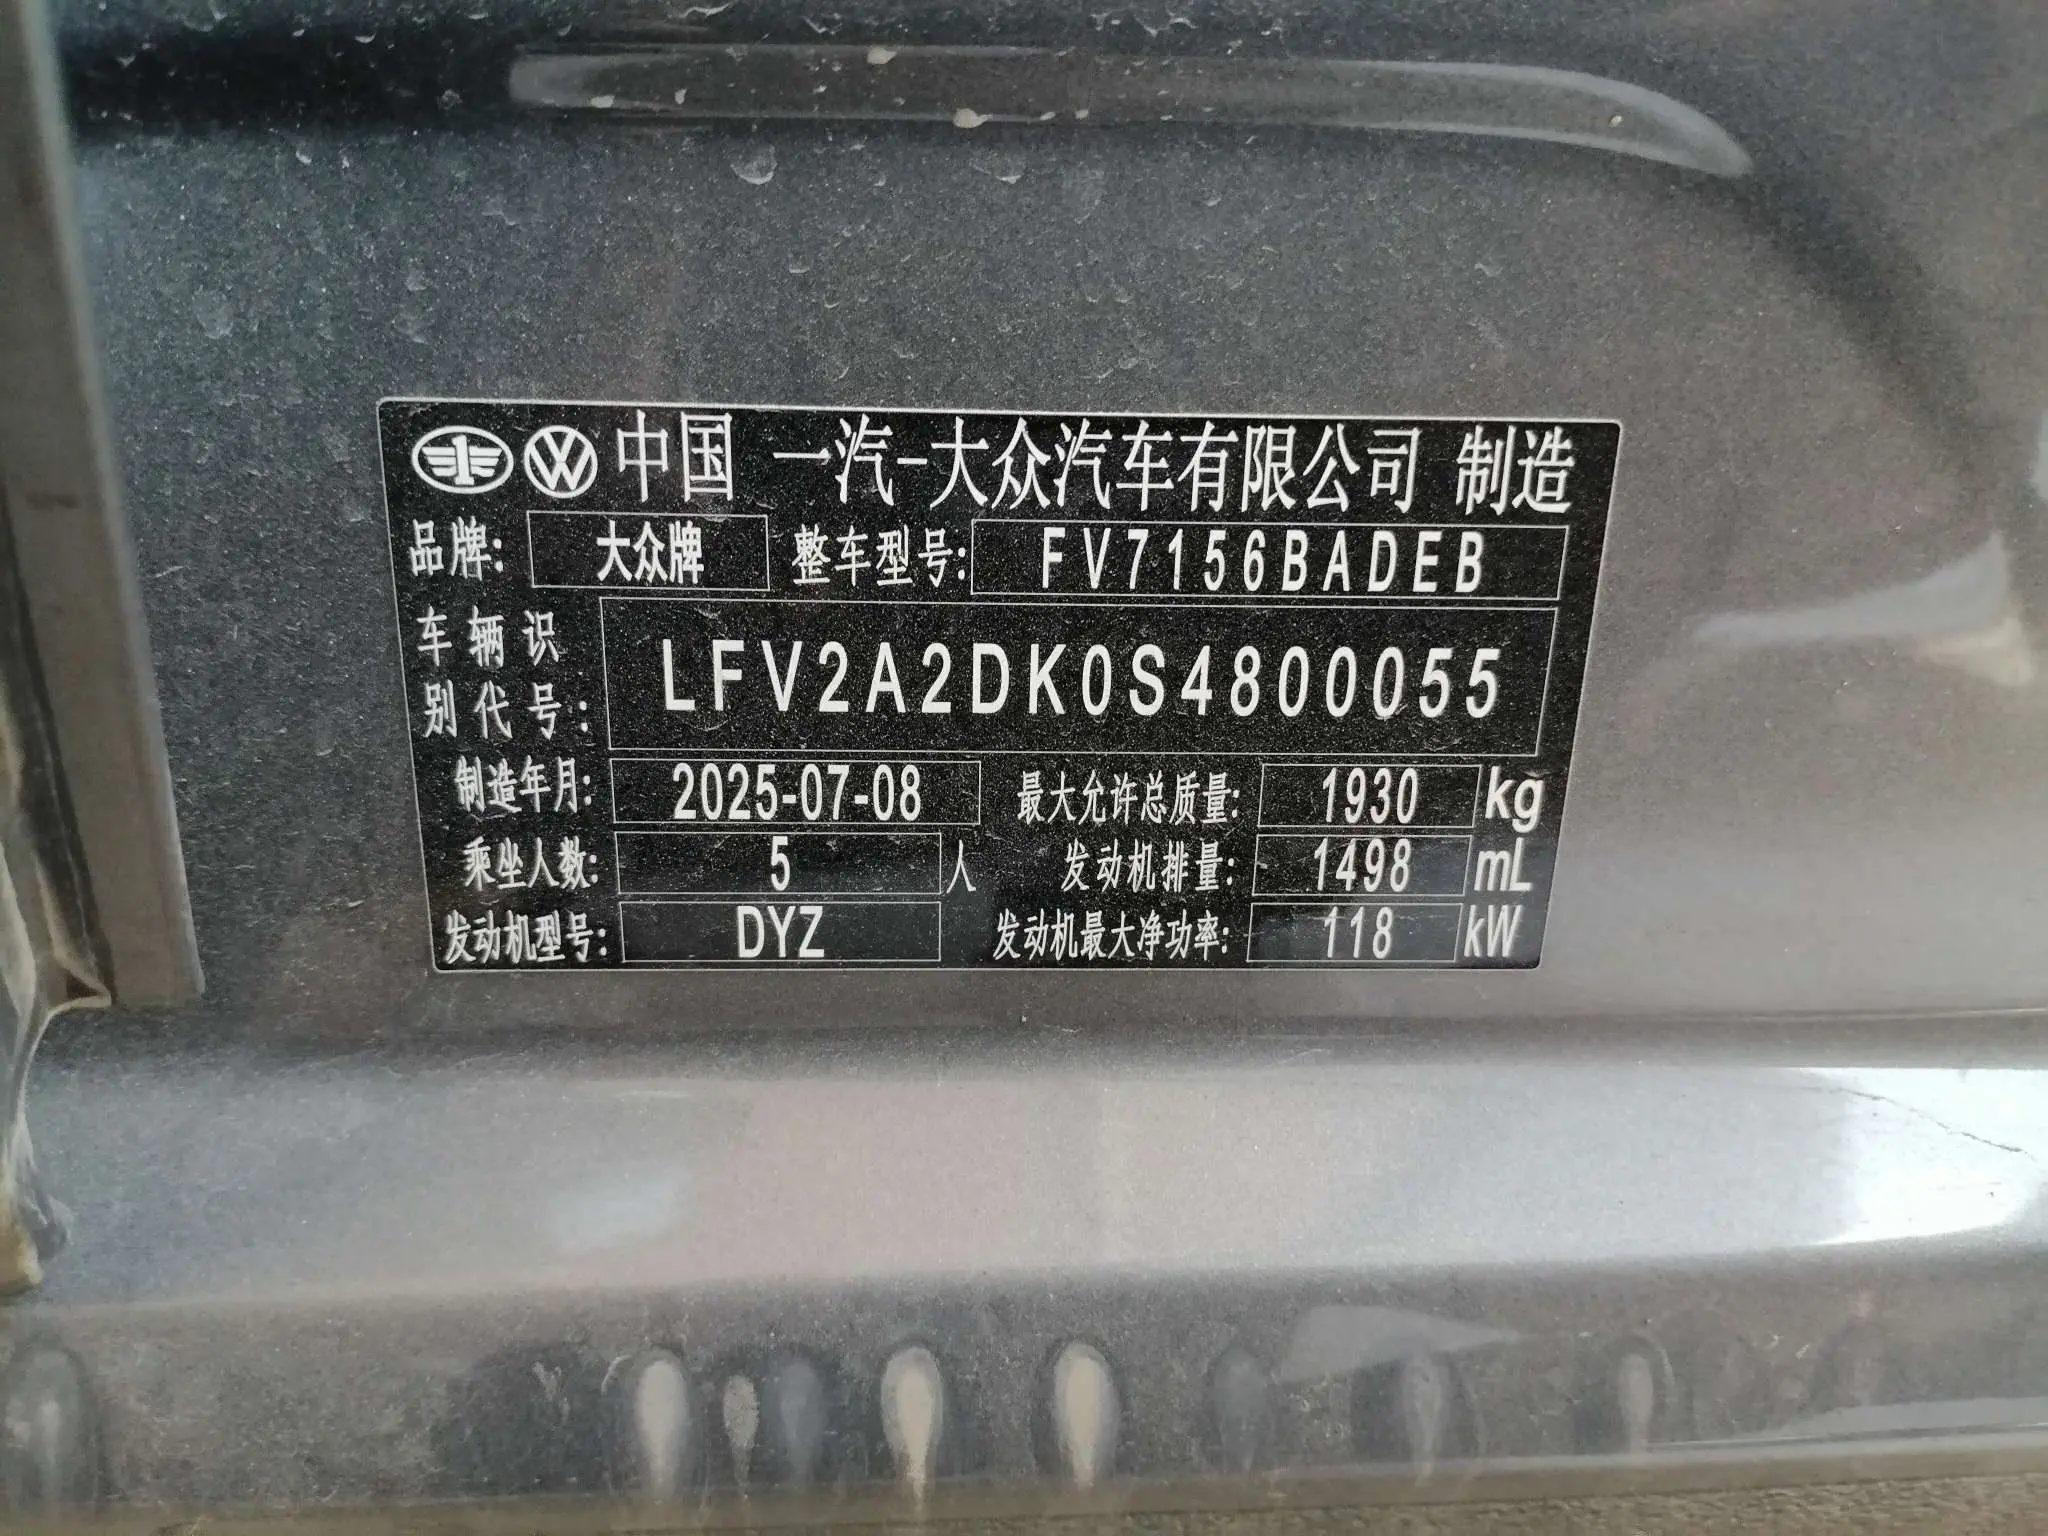 中国 一汽-大众汽车有限公司 制造
品牌: 大众牌 整车型号: FV7156BADEB
车辆识
别代号: LFV2A2DK0S4800055
制造年月: 2025-07-08 最大允许总质量: 1930 kg
乘坐人数: 5 人 发动机排量: 1498 mL
发动机型号: DYZ 发动机最大净功率: 118 kW